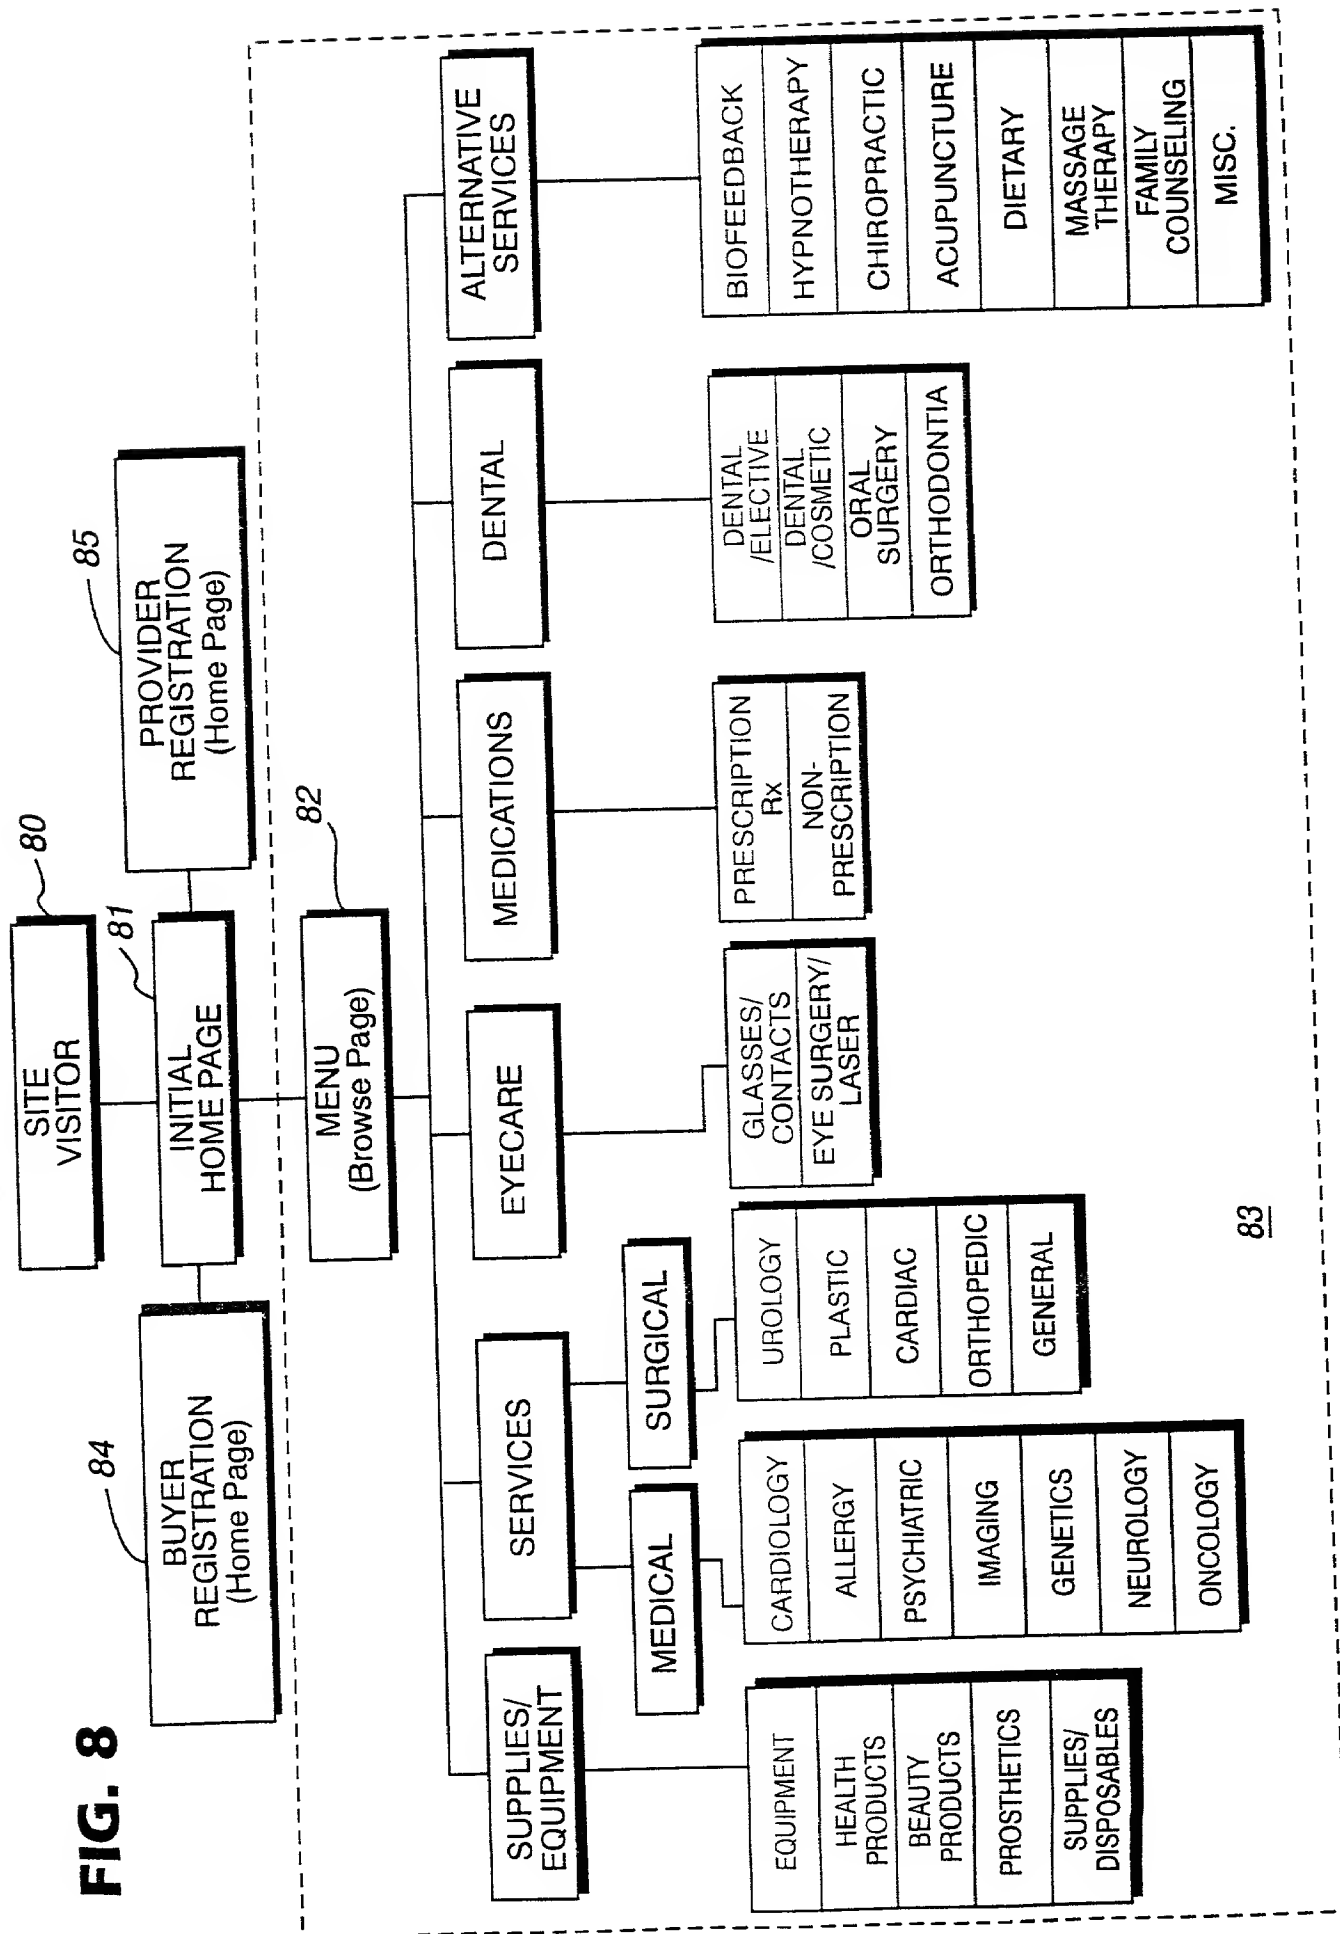 FIG. 8
SITE
VISITOR
80
BUYER
REGISTRATION
(Home Page)
84
INITIAL
HOME PAGE
81
PROVIDER
REGISTRATION
(Home Page)
85
MENU
(Browse Page)
82
SUPPLIES/
EQUIPMENT
SERVICES
EYECARE
MEDICATIONS
DENTAL
ALTERNATIVE
SERVICES
MEDICAL
SURGICAL
EQUIPMENT
HEALTH
PRODUCTS
BEAUTY
PRODUCTS
PROSTHETICS
SUPPLIES/
DISPOSABLES
CARDIOLOGY
ALLERGY
PSYCHIATRIC
IMAGING
GENETICS
NEUROLOGY
ONCOLOGY
UROLOGY
PLASTIC
CARDIAC
ORTHOPEDIC
GENERAL
GLASSES/
CONTACTS
EYE SURGERY/
LASER
PRESCRIPTION
Rx
NON-
PRESCRIPTION
DENTAL
/ELECTIVE
DENTAL
/COSMETIC
ORAL
SURGERY
ORTHODONTIA
BIOFEEDBACK
HYPNOTHERAPY
CHIROPRACTIC
ACUPUNCTURE
DIETARY
MASSAGE
THERAPY
FAMILY
COUNSELING
MISC.
83